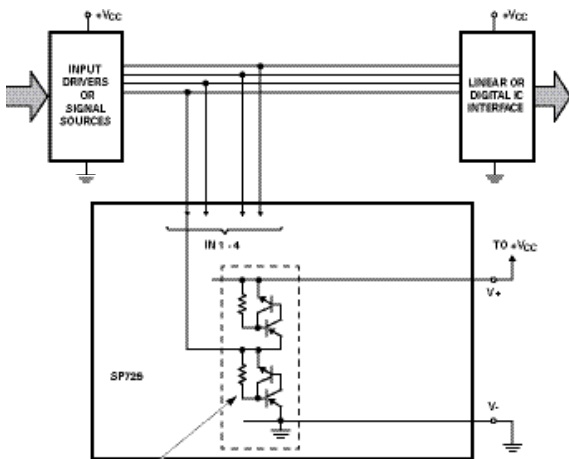 +VCC
+VCC
INPUT
DRIVERS
OR
SIGNAL
SOURCES
LINEAR OR
DIGITAL IC
INTERFACE
IN 1 - 4
TO +VCC
V+
SP725
V-